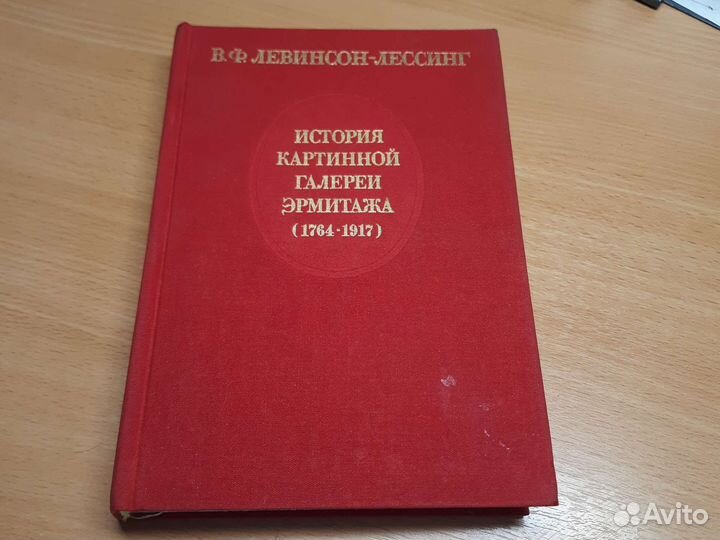 В.Ф. ЛЕВИНСОН-ЛЕССИНГ
ИСТОРИЯ
КАРТИННОЙ
ГАЛЕРЕИ
ЭРМИТАЖА
(1764-1917)
Avito